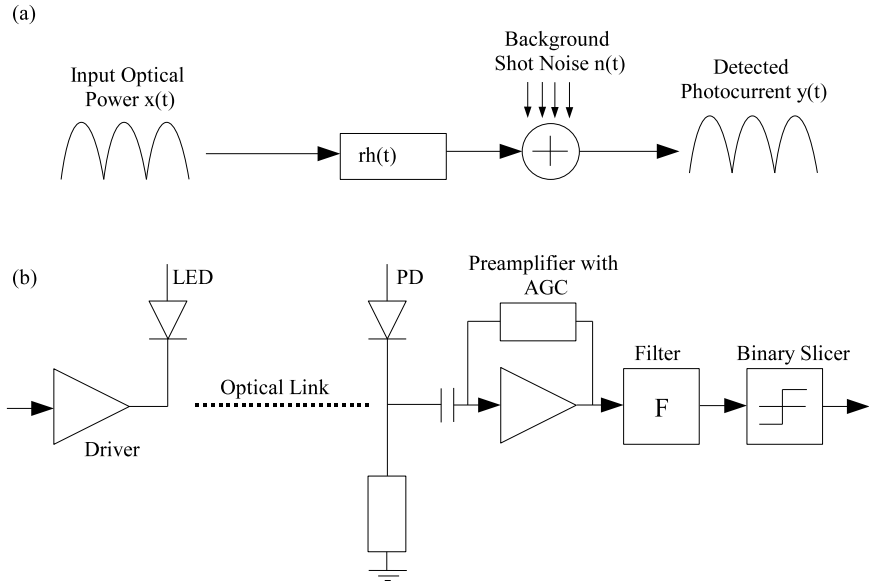 (a)
Input Optical
Power x(t)
rh(t)
Background
Shot Noise n(t)
Detected
Photocurrent y(t)
(b)
LED
Driver
Optical Link
PD
Preamplifier with
AGC
Filter
F
Binary Slicer